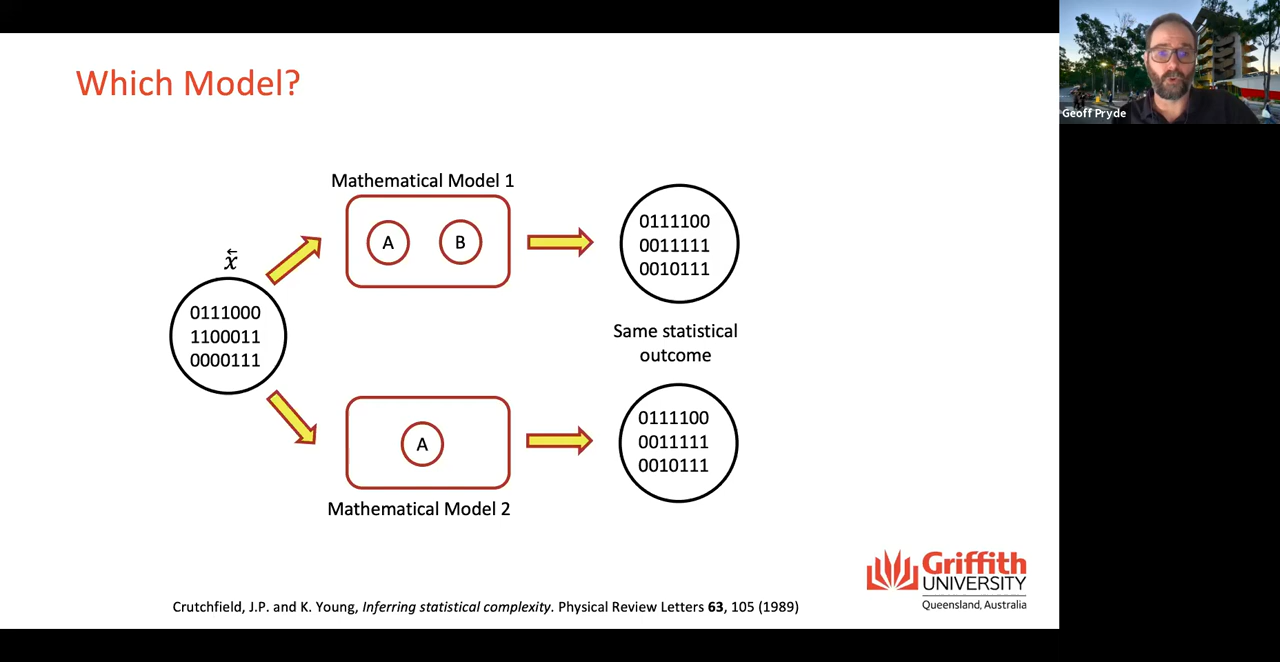 Which Model?
Geoff Pryde
Mathematical Model 1
A
B
0111100
0011111
0010111
x
0111000
1100011
0000111
Same statistical
outcome
A
0111100
0011111
0010111
Mathematical Model 2
Griffith
UNIVERSITY
Queensland, Australia
Crutchfield, J.P. and K. Young, Inferring statistical complexity. Physical Review Letters 63, 105 (1989)